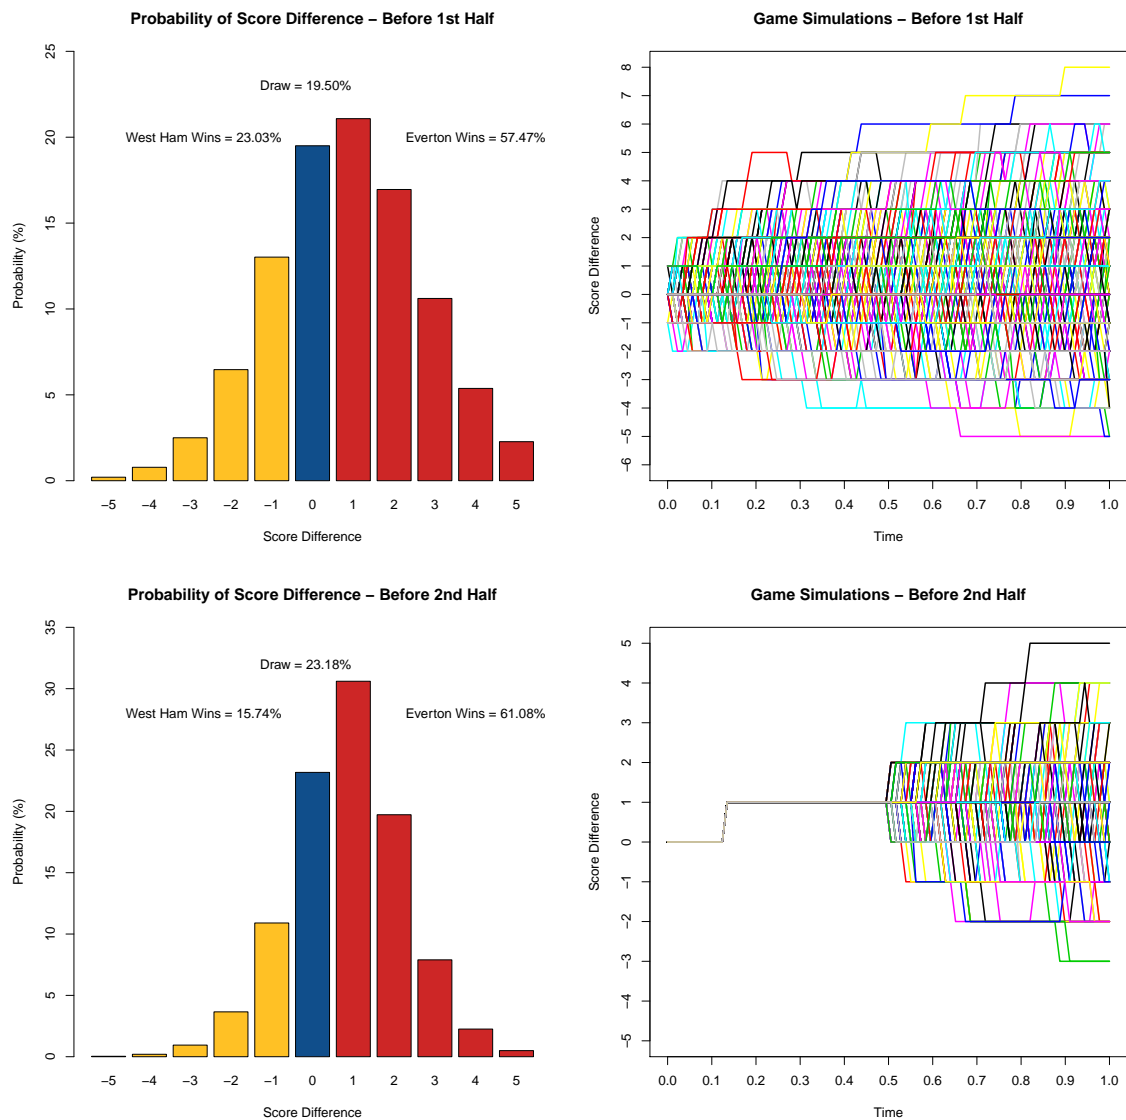 Probability of Score Difference – Before 1st Half
Probability (%)
25
20
15
10
5
0
Draw = 19.50%
West Ham Wins = 23.03%
Everton Wins = 57.47%
−5 −4 −3 −2 −1 0 1 2 3 4 5
Score Difference
Game Simulations – Before 1st Half
Score Difference
8
7
6
5
4
3
2
1
0
−1
−2
−3
−4
−5
−6
0.0 0.1 0.2 0.3 0.4 0.5 0.6 0.7 0.8 0.9 1.0
Time
Probability of Score Difference – Before 2nd Half
Probability (%)
35
30
25
20
15
10
5
0
Draw = 23.18%
West Ham Wins = 15.74%
Everton Wins = 61.08%
−5 −4 −3 −2 −1 0 1 2 3 4 5
Score Difference
Game Simulations – Before 2nd Half
Score Difference
5
4
3
2
1
0
−1
−2
−3
−4
−5
0.0 0.1 0.2 0.3 0.4 0.5 0.6 0.7 0.8 0.9 1.0
Time